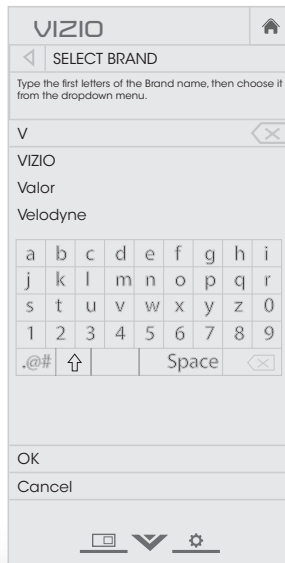 VIZIO
SELECT BRAND
Type the first letters of the Brand name, then choose it
from the dropdown menu.
V
VIZIO
Valor
Velodyne
a b c d e f g h i
j k l m n o p q r
s t u v w x y z 0
1 2 3 4 5 6 7 8 9
.@# Space
OK
Cancel